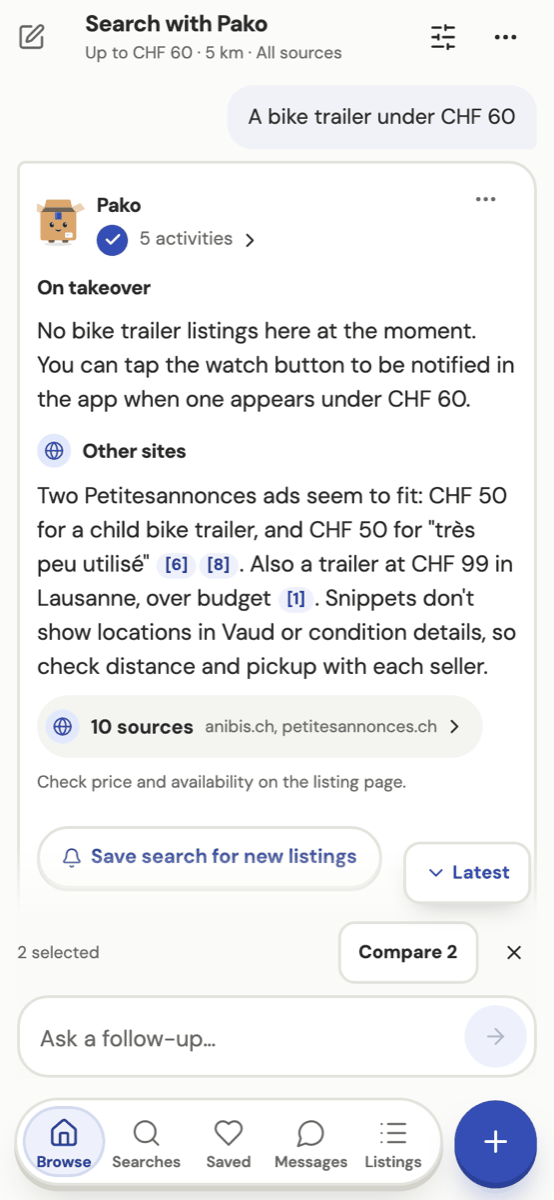 Search with Pako
Up to CHF 60 · 5 km · All sources
A bike trailer under CHF 60
Pako
5 activities
On takeover
No bike trailer listings here at the moment.
You can tap the watch button to be notified in
the app when one appears under CHF 60.
Other sites
Two Petitesannonces ads seem to fit: CHF 50
for a child bike trailer, and CHF 50 for "très
peu utilisé" [6] [8] . Also a trailer at CHF 99 in
Lausanne, over budget [1] . Snippets don't
show locations in Vaud or condition details, so
check distance and pickup with each seller.
10 sources anibis.ch, petitesannonces.ch
Check price and availability on the listing page.
Save search for new listings
Latest
2 selected
Compare 2
Ask a follow-up...
Browse
Searches
Saved
Messages
Listings